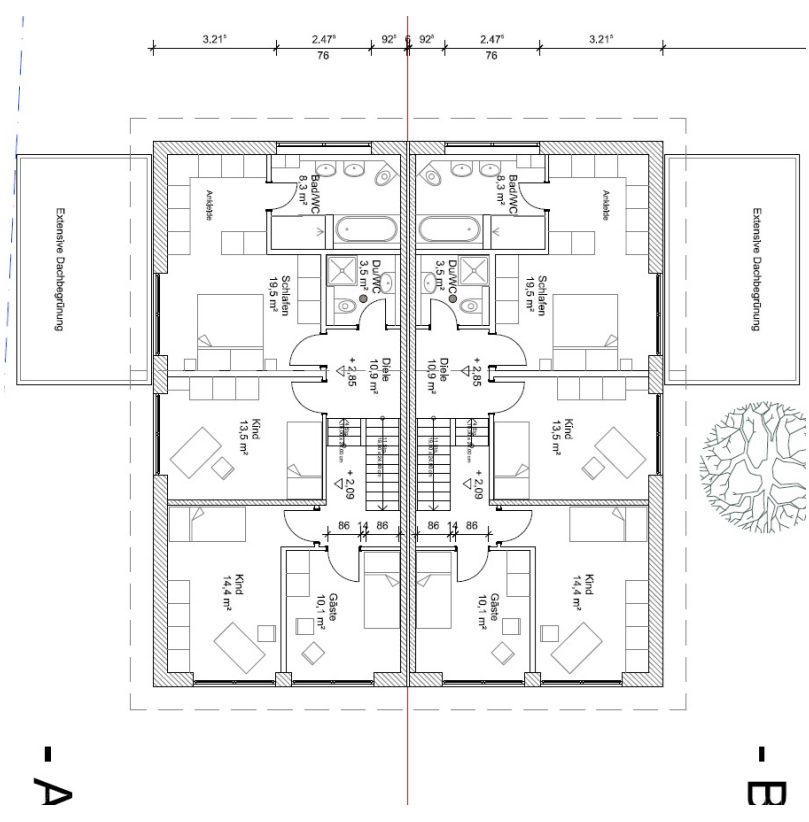 3.21⁵ 2.47⁵ 92⁵ 6 92⁵ 2.47⁵ 3.21⁵
76 76
Ankleide
Bad/WC
8,3 m²
Bad/WC
8,3 m²
Ankleide
Extensive Dachbegrünung
Extensive Dachbegrünung
Schlafen
19,5 m²
Du/WC
3,5 m²
Du/WC
3,5 m²
Schlafen
19,5 m²
+ 2,85
Diele
10,9 m²
Diele
10,9 m²
+ 2,85
Kind
13,5 m²
Kind
13,5 m²
+ 2,09
+ 2,09
86 14 86 86 14 86
Kind
14,4 m²
Gäste
10,1 m²
Gäste
10,1 m²
Kind
14,4 m²
- A
- B